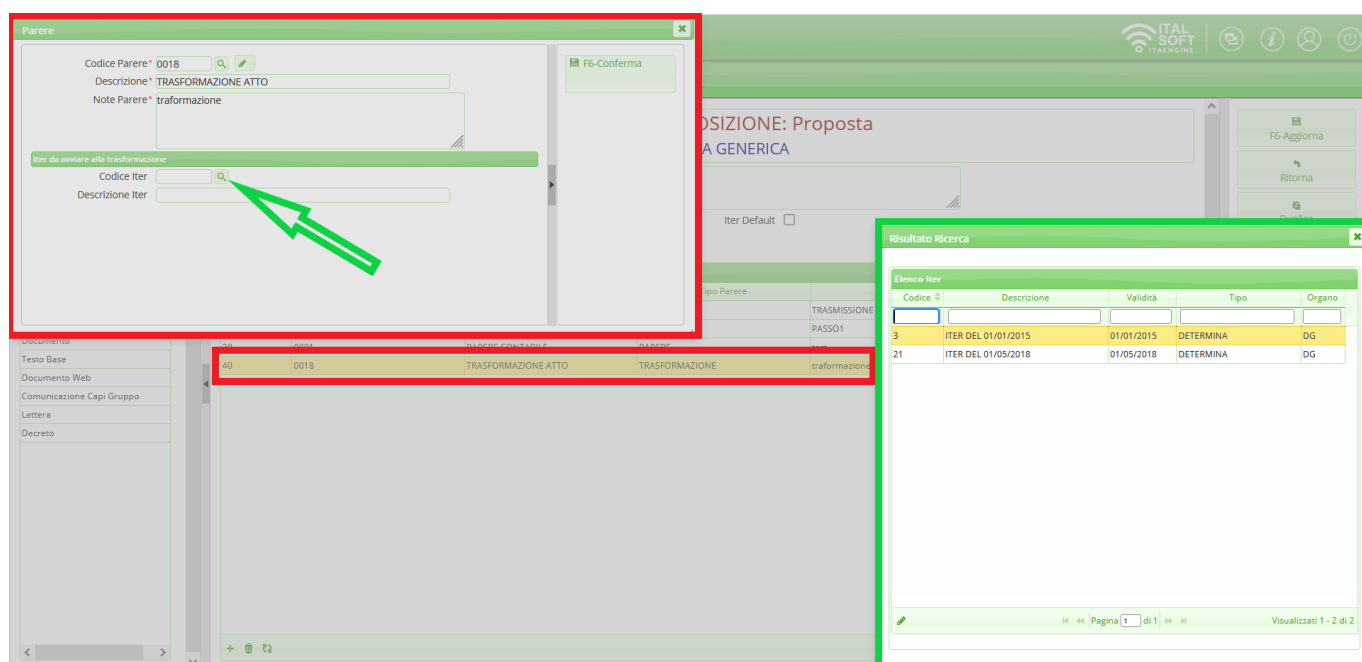 Parere
Codice Parere* 0018
Descrizione* TRASFORMAZIONE ATTO
Note Parere* traformazione
F6-Conferma
Iter da avviare alla trasformazione
Codice Iter
Descrizione Iter
ITAL
SOFT
ITAENGINE
OSIZIONE: Proposta
A GENERICA
Iter Default
F6-Aggiorna
Ritorna
Risultato Ricerca
Elenco Iter
Codice Descrizione Validità Tipo Organo
3 ITER DEL 01/01/2015 01/01/2015 DETERMINA DG
21 ITER DEL 01/05/2018 01/05/2018 DETERMINA DG
Pagina 1 di 1
Visualizzati 1 - 2 di 2
Tipo Parere
TRASMISSIONE
PASSO1
40 0018 TRASFORMAZIONE ATTO TRASFORMAZIONE traformazione
Documento
Testo Base
Documento Web
Comunicazione Capi Gruppo
Lettera
Decreto